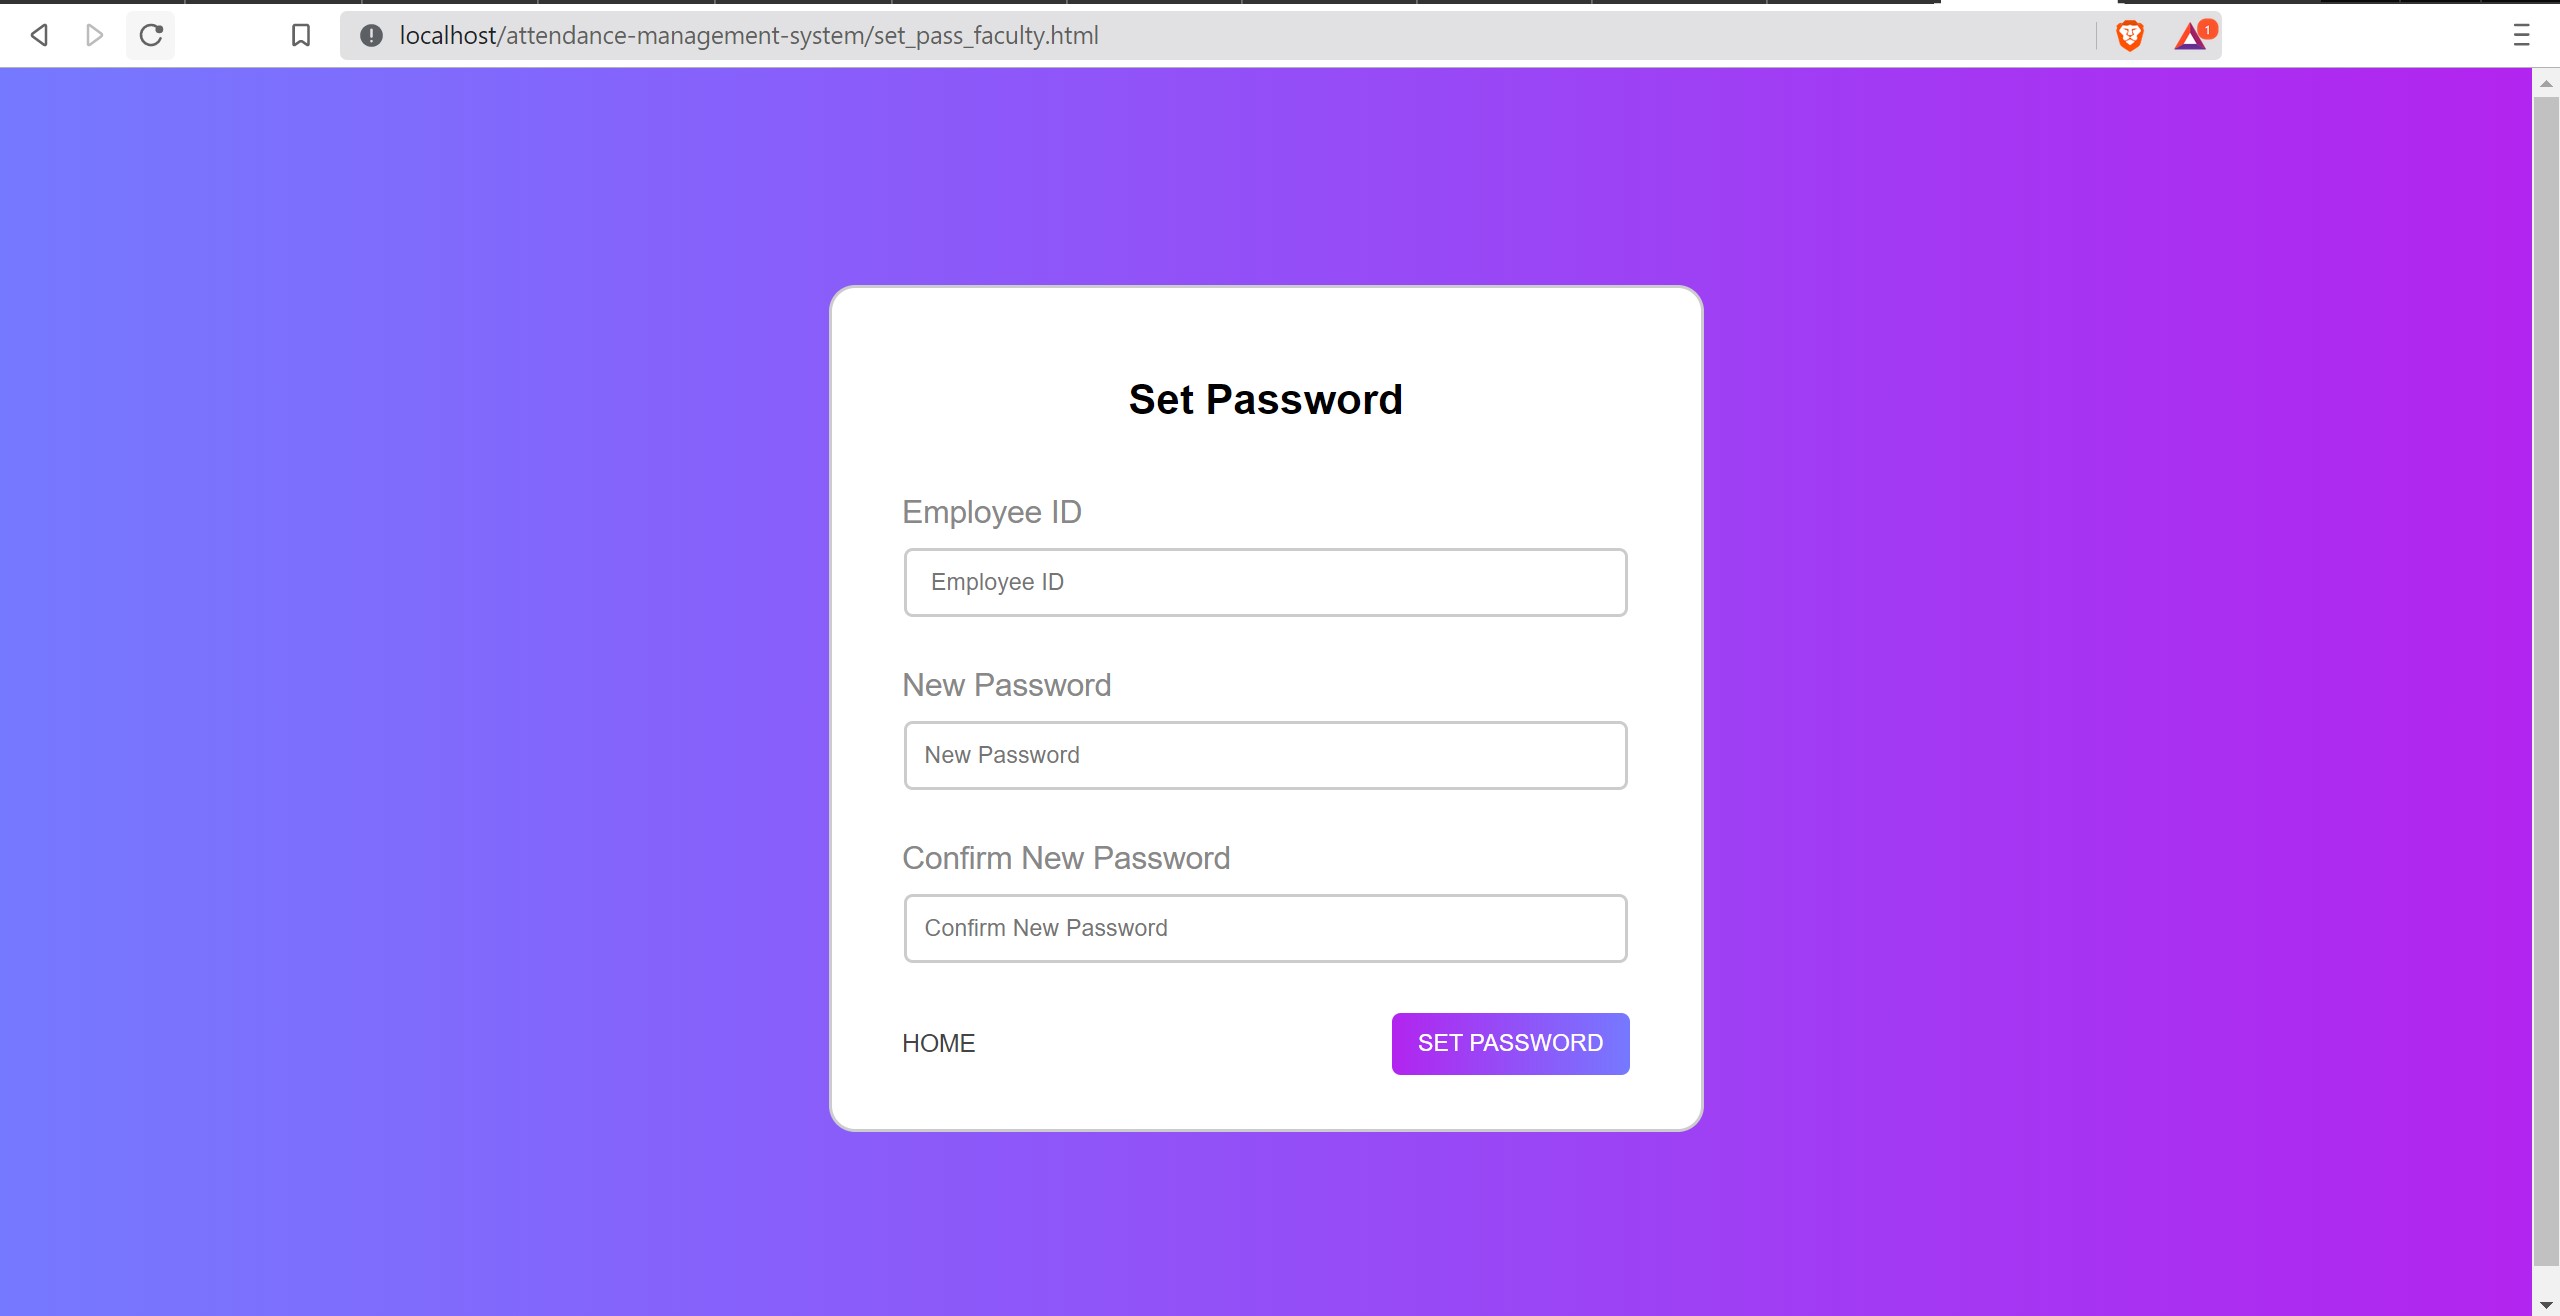 localhost/attendance-management-system/set_pass_faculty.html
1
Set Password
Employee ID
Employee ID
New Password
New Password
Confirm New Password
Confirm New Password
HOME SET PASSWORD